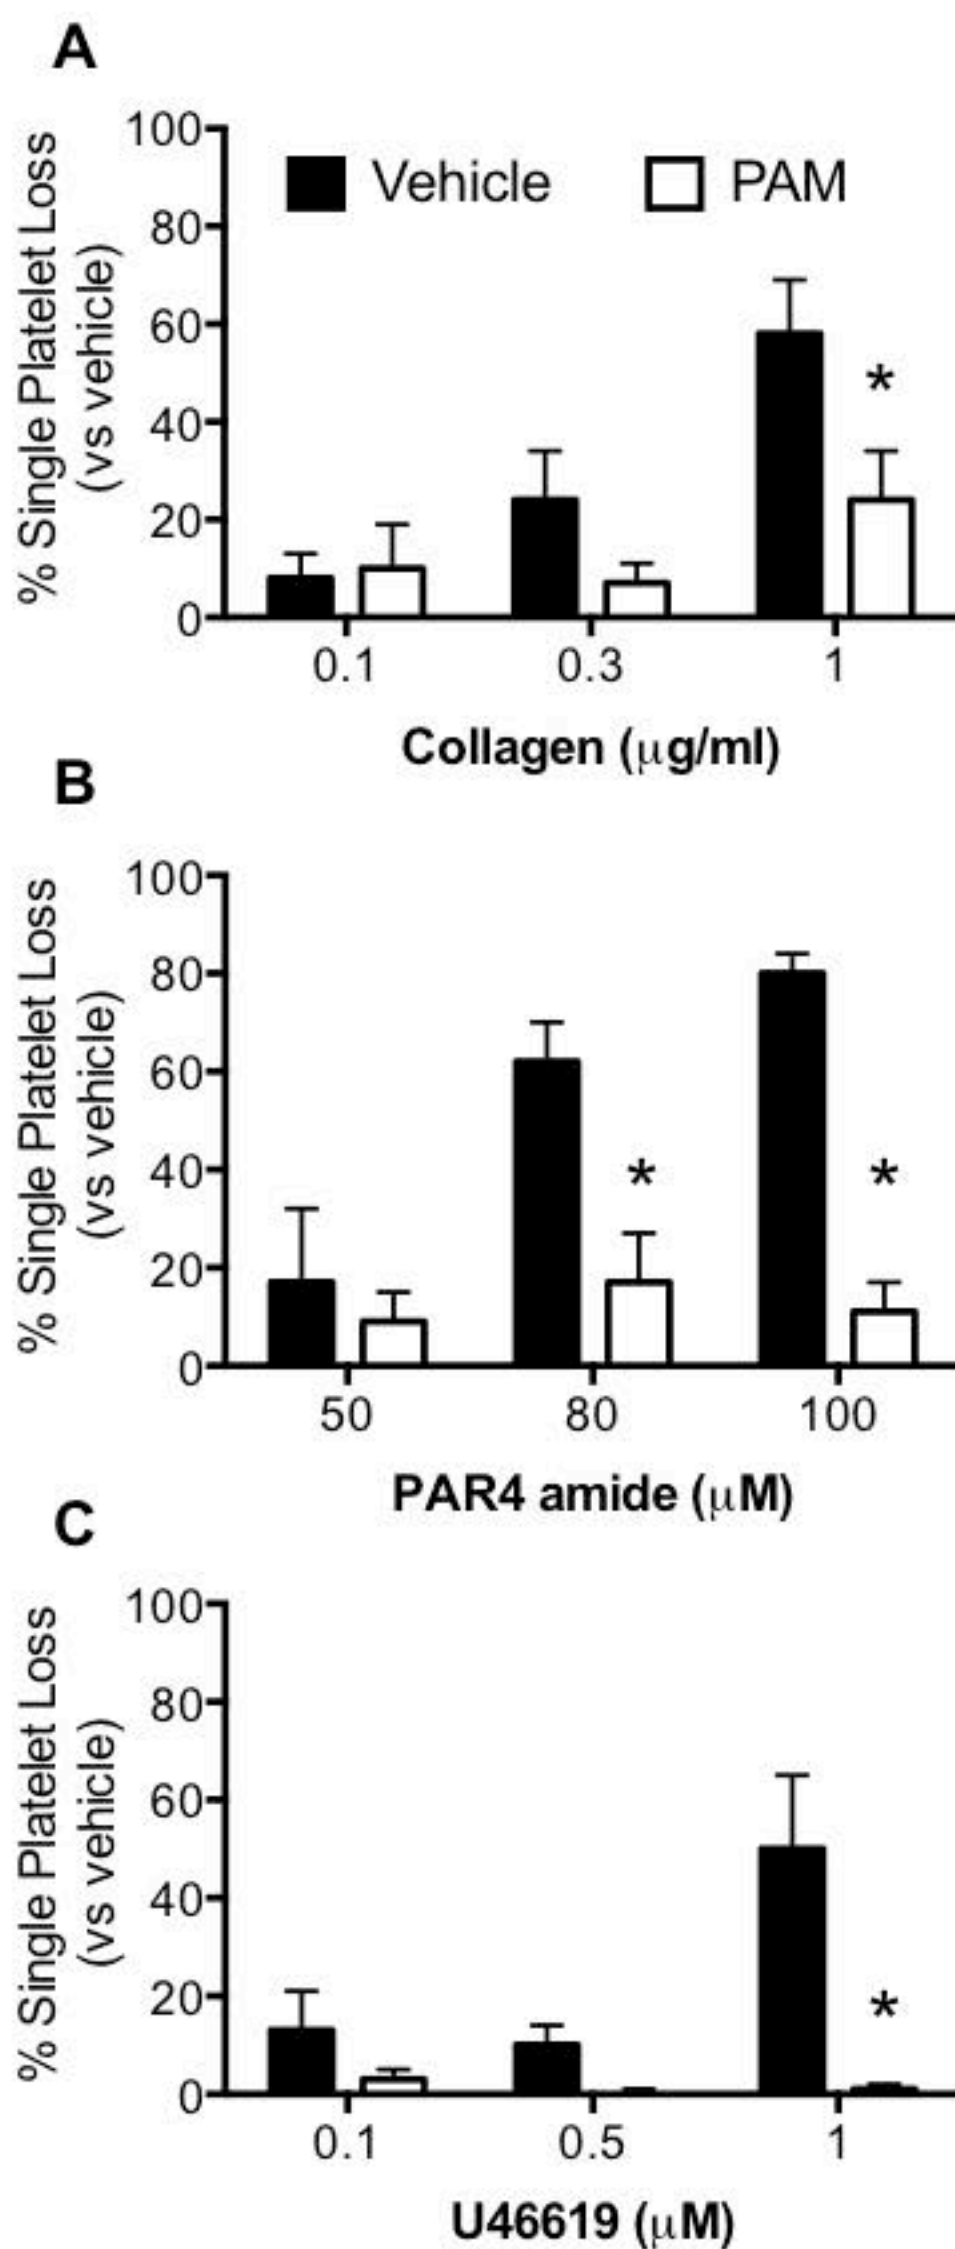 A
% Single Platelet Loss
(vs vehicle)
100
80
60
40
20
0
Vehicle
PAM
*
0.1
0.3
1
Collagen (μg/ml)
B
% Single Platelet Loss
(vs vehicle)
100
80
60
40
20
0
*
*
50
80
100
PAR4 amide (μM)
C
% Single Platelet Loss
(vs vehicle)
100
80
60
40
20
0
*
0.1
0.5
1
U46619 (μM)